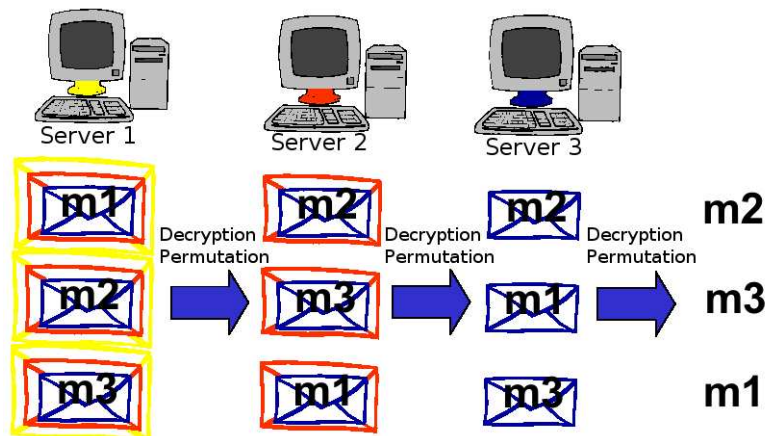 Server 1
Server 2
Server 3
m1
m2
m3
Decryption
Permutation
m2
m3
m1
Decryption
Permutation
m2
m1
m3
Decryption
Permutation
m2
m3
m1